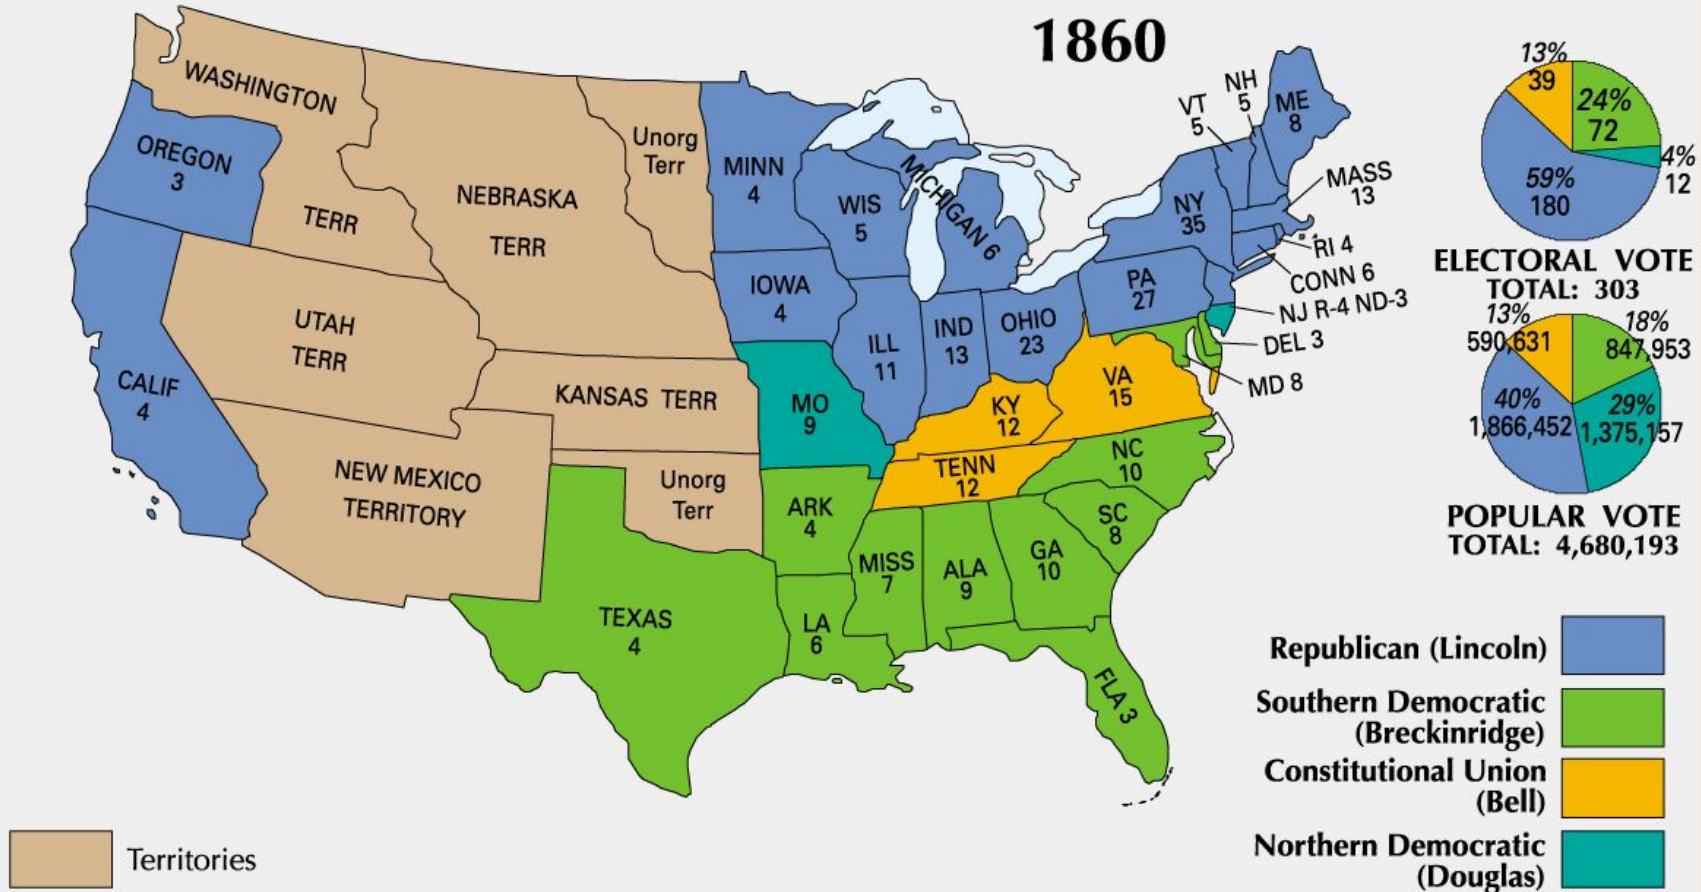 1860
WASHINGTON
TERR
OREGON
3
CALIF
4
UTAH
TERR
NEBRASKA
TERR
Unorg
Terr
KANSAS TERR
NEW MEXICO
TERRITORY
Unorg
Terr
TEXAS
4
MINN
4
IOWA
4
MO
9
ARK
4
LA
6
WIS
5
ILL
11
MICHIGAN 6
IND
13
OHIO
23
KY
12
TENN
12
MISS
7
ALA
9
GA
10
FLA 3
SC
8
NC
10
VA
15
PA
27
NY
35
VT
5
NH
5
ME
8
MASS
13
RI 4
CONN 6
NJ R-4 ND-3
DEL 3
MD 8
13%
39
24%
72
4%
12
59%
180
ELECTORAL VOTE
TOTAL: 303
13%
590,631
18%
847,953
40%
1,866,452
29%
1,375,157
POPULAR VOTE
TOTAL: 4,680,193
Republican (Lincoln)
Southern Democratic
(Breckinridge)
Constitutional Union
(Bell)
Northern Democratic
(Douglas)
Territories